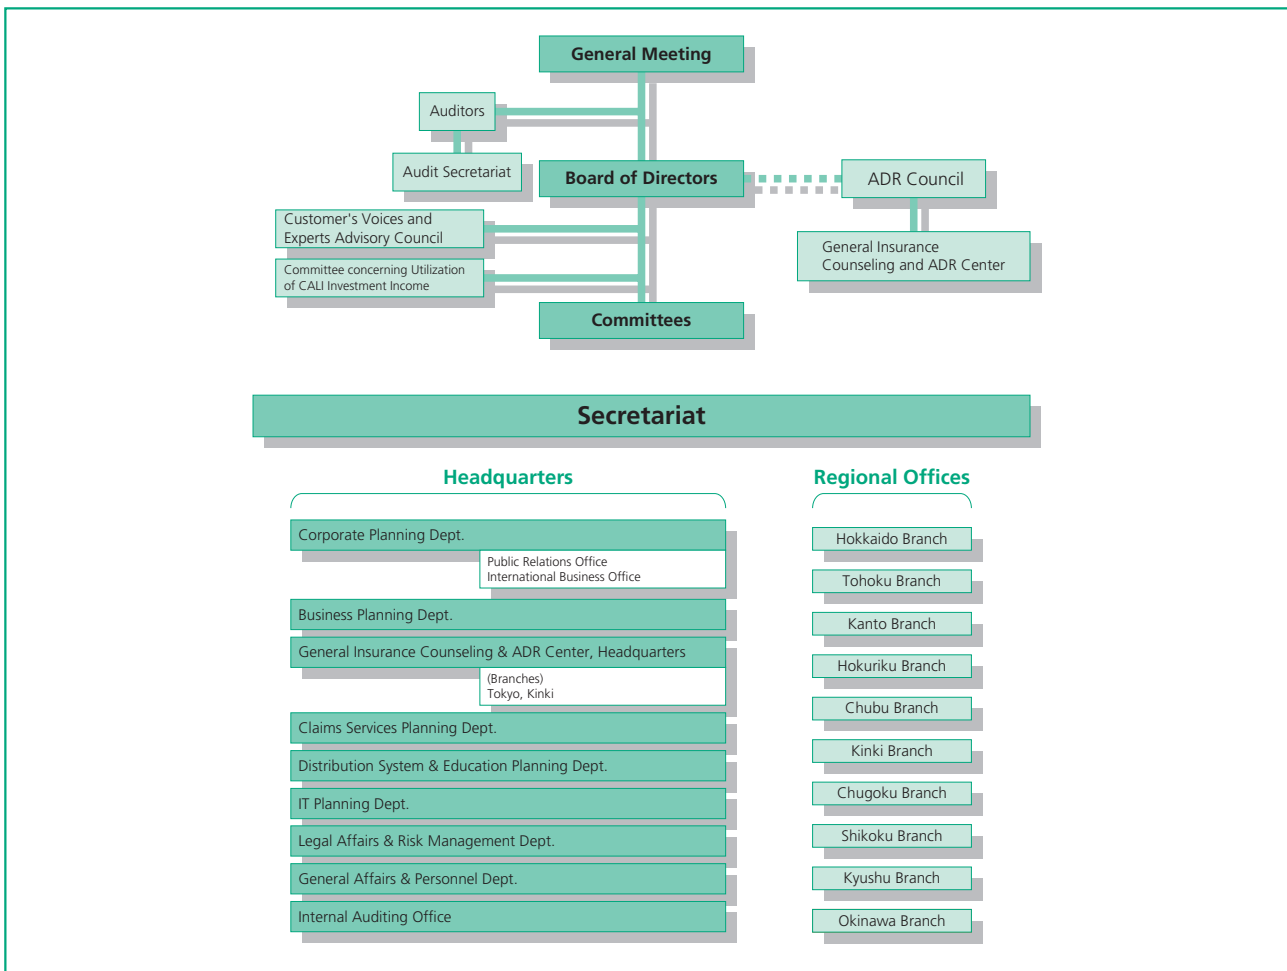 General Meeting
Auditors
Audit Secretariat
Board of Directors
ADR Council
Customer's Voices and
Experts Advisory Council
General Insurance
Counseling and ADR Center
Committee concerning Utilization
of CALI Investment Income
Committees
Secretariat
Headquarters
Corporate Planning Dept.
Public Relations Office
International Business Office
Business Planning Dept.
General Insurance Counseling & ADR Center, Headquarters
(Branches)
Tokyo, Kinki
Claims Services Planning Dept.
Distribution System & Education Planning Dept.
IT Planning Dept.
Legal Affairs & Risk Management Dept.
General Affairs & Personnel Dept.
Internal Auditing Office
Regional Offices
Hokkaido Branch
Tohoku Branch
Kanto Branch
Hokuriku Branch
Chubu Branch
Kinki Branch
Chugoku Branch
Shikoku Branch
Kyushu Branch
Okinawa Branch